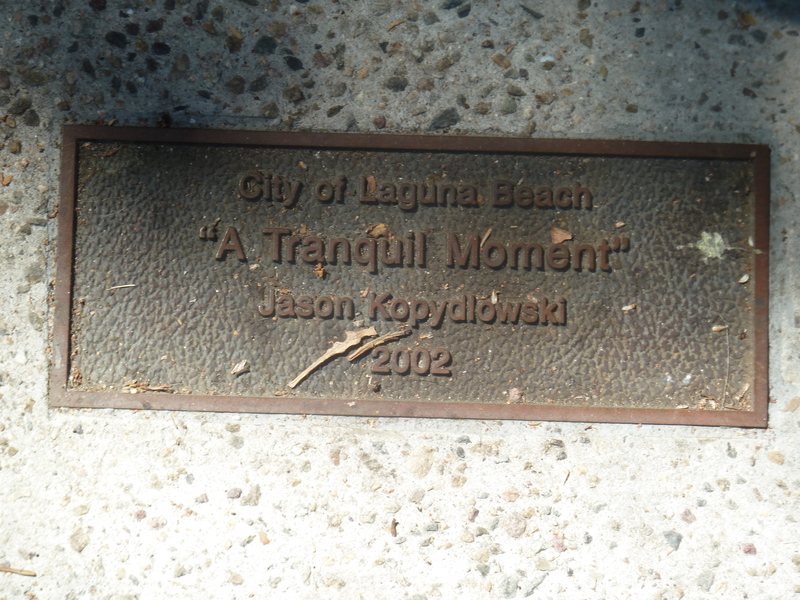 City of Laguna Beach
“A Tranquil Moment”
Jason Kopydlowski
2002